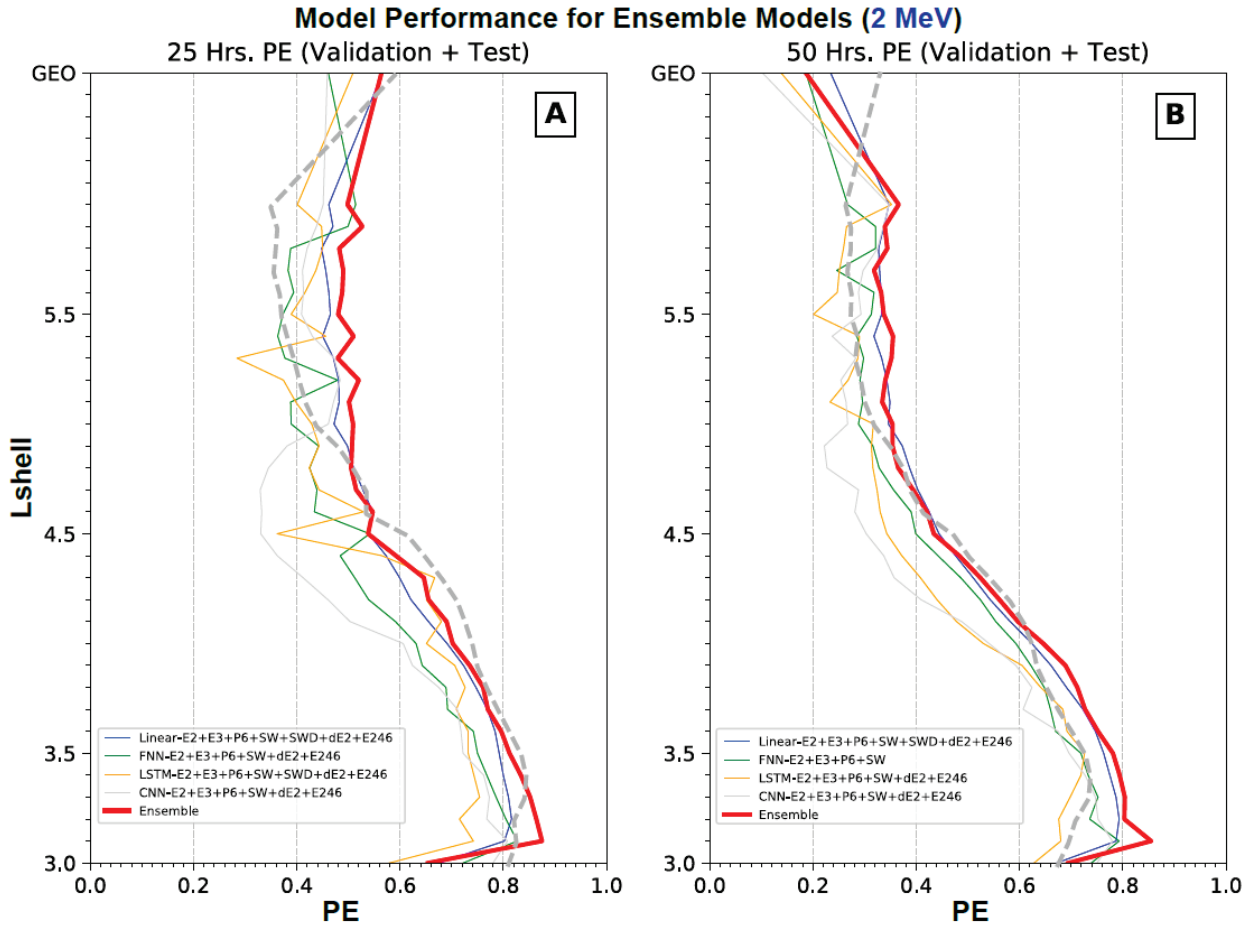 Model Performance for Ensemble Models (2 MeV)
25 Hrs. PE (Validation + Test)
GEO
5.5
4.5
3.5
3.0
Lshell
A
Linear-E2+E3+P6+SW+SWD+dE2+E246
FNN-E2+E3+P6+SW+dE2+E246
LSTM-E2+E3+P6+SW+SWD+dE2+E246
CNN-E2+E3+P6+SW+dE2+E246
Ensemble
0.0 0.2 0.4 0.6 0.8 1.0
PE
50 Hrs. PE (Validation + Test)
GEO
5.5
4.5
3.5
3.0
B
Linear-E2+E3+P6+SW+SWD+dE2+E246
FNN-E2+E3+P6+SW
LSTM-E2+E3+P6+SW+dE2+E246
CNN-E2+E3+P6+SW+dE2+E246
Ensemble
0.0 0.2 0.4 0.6 0.8 1.0
PE